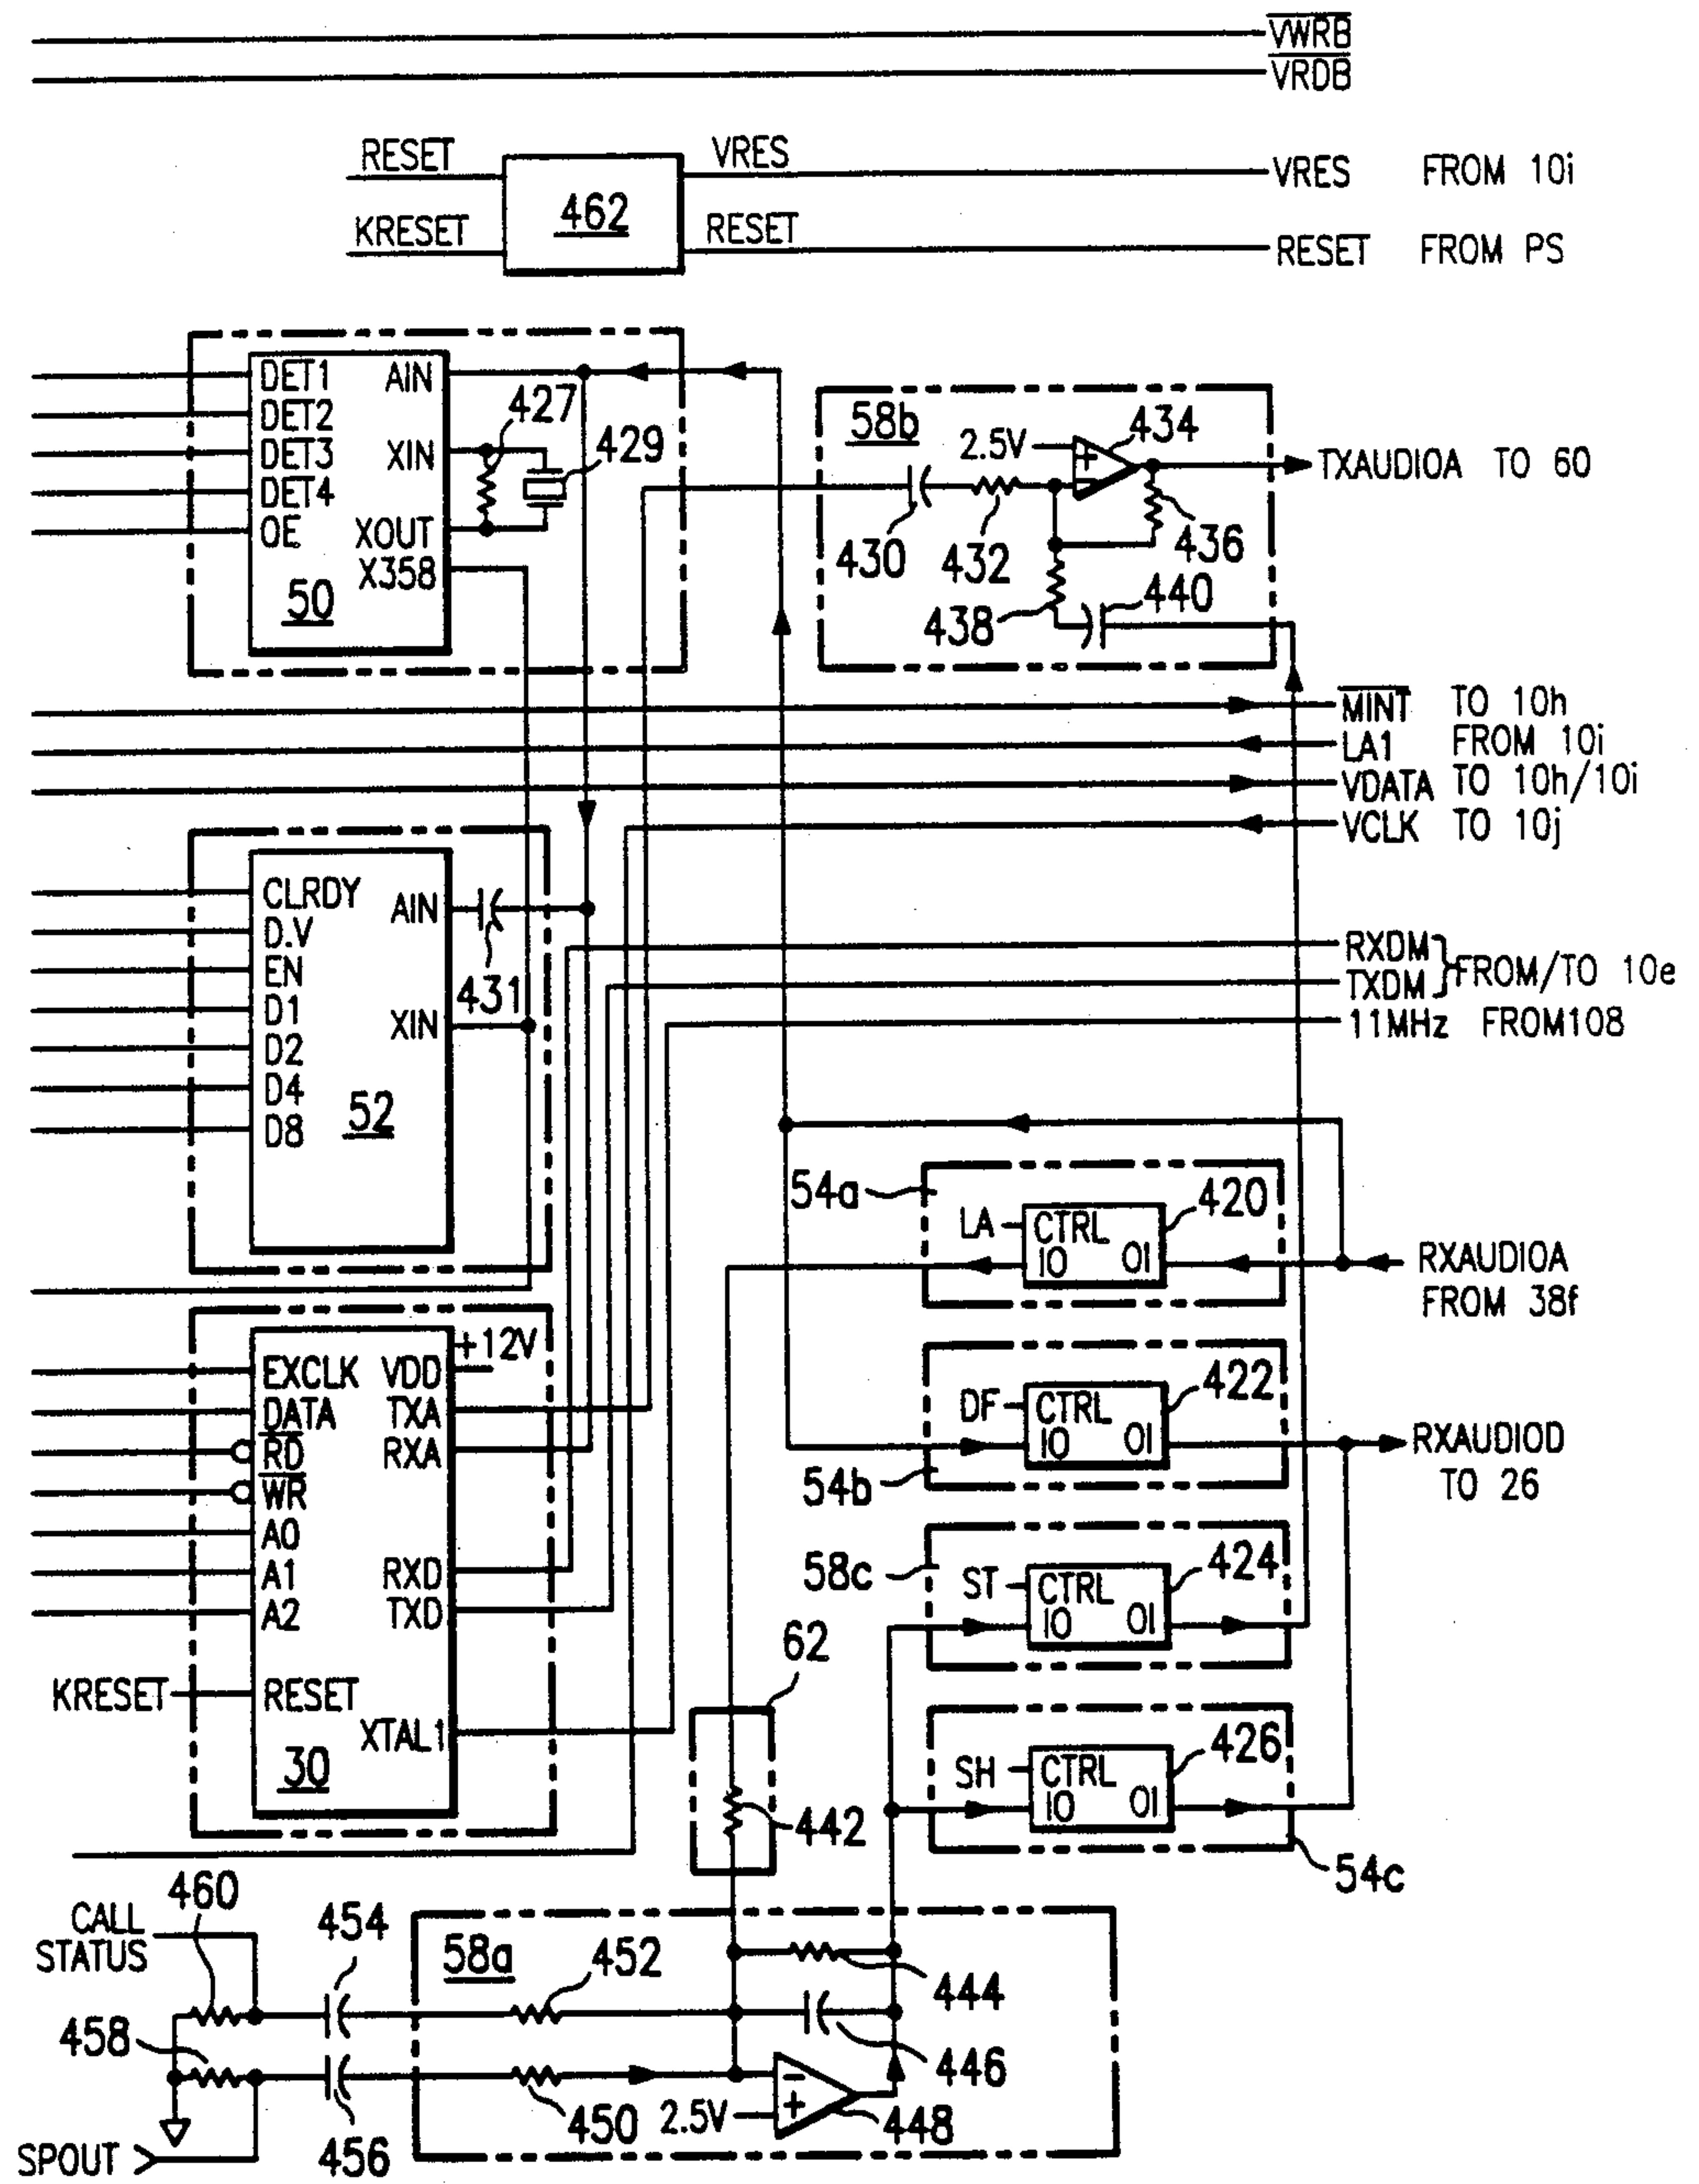 VWRB
VRDB
RESET VRES VRES FROM 10i
462
KRESET RESET RESET FROM PS
DET1 AIN
DET2
DET3 XIN
DET4
OE XOUT
X358
50
427
429
58b
2.5V
+
−
434
TXAUDIOA TO 60
430 432 436
438 440
MINT TO 10h
LA1 FROM 10i
VDATA TO 10h/10i
VCLK TO 10j
CLRDY AIN
D.V
EN
D1 XIN
D2
D4
D8
52
431
RXDM
TXDM } FROM/TO 10e
11MHz FROM108
54a
LA CTRL 420
IO OI
RXAUDIOA
FROM 38f
DF CTRL 422
IO OI
54b
RXAUDIOD
TO 26
58c
ST CTRL 424
IO OI
SH CTRL 426
IO OI
54c
+12V
EXCLK VDD
DATA TXA
RD RXA
WR
A0
A1 RXD
A2 TXD
KRESET RESET
XTAL1
30
62
442
460
CALL
STATUS
454
58a
452
444
458
446
450
2.5V
−
+
448
SPOUT
456